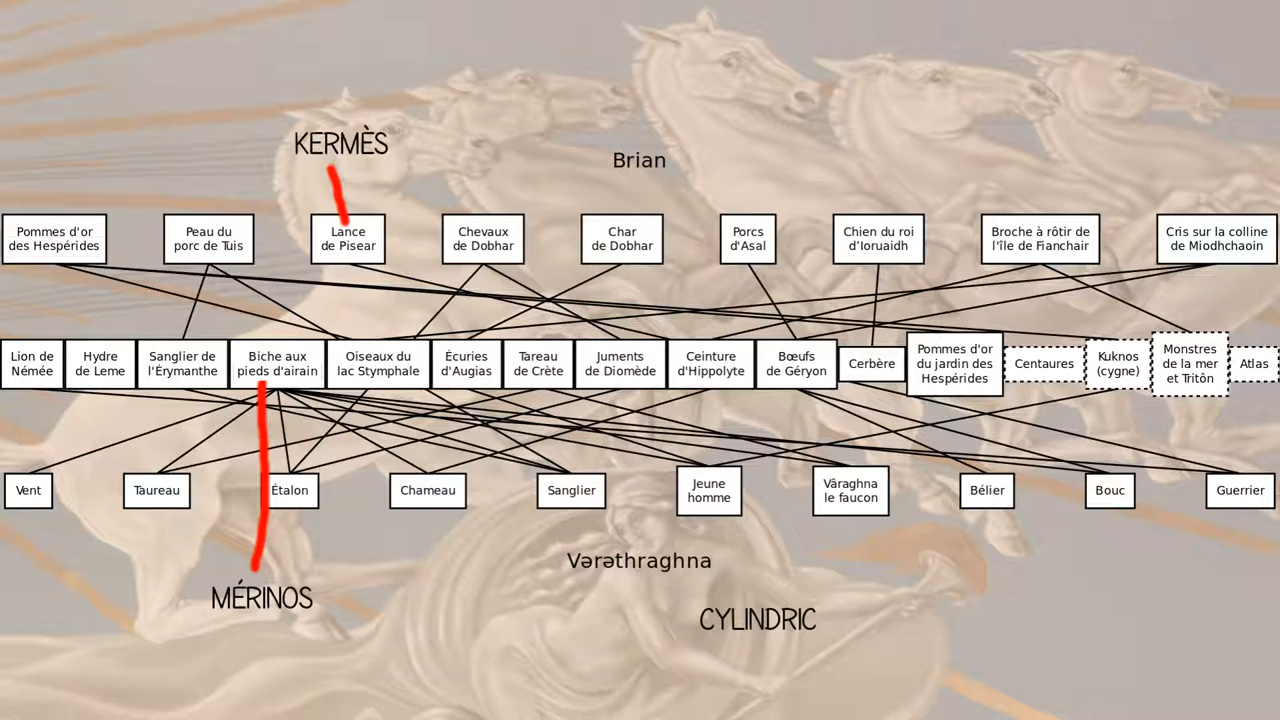 KERMÈS
Brian
Pommes d'or
des Hespérides
Peau du
porc de Tuis
Lance
de Pisear
Chevaux
de Dobhar
Char
de Dobhar
Porcs
d'Asal
Chien du roi
d'Ioruaidh
Broche à rôtir de
l'île de Fianchair
Cris sur la colline
de Miodhchaoin
Lion de
Némée
Hydre
de Leme
Sanglier de
l'Érymanthe
Biche aux
pieds d'airain
Oiseaux du
lac Stymphale
Écuries
d'Augias
Tareau
de Crète
Juments
de Diomède
Ceinture
d'Hippolyte
Bœufs
de Géryon
Cerbère
Pommes d'or
du jardin des
Hespérides
Centaures
Kuknos
(cygne)
Monstres
de la mer
et Tritôn
Atlas
Vent
Taureau
Étalon
Chameau
Sanglier
Jeune
homme
Vâraghna
le faucon
Bélier
Bouc
Guerrier
Vərəthraghna
MÉRINOS
CYLINDRIC